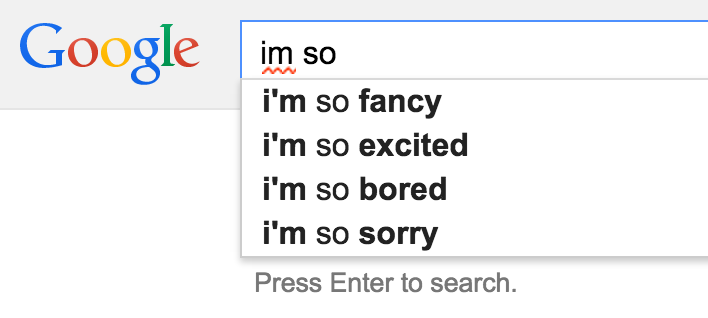 Google
im so
i'm so fancy
i'm so excited
i'm so bored
i'm so sorry
Press Enter to search.